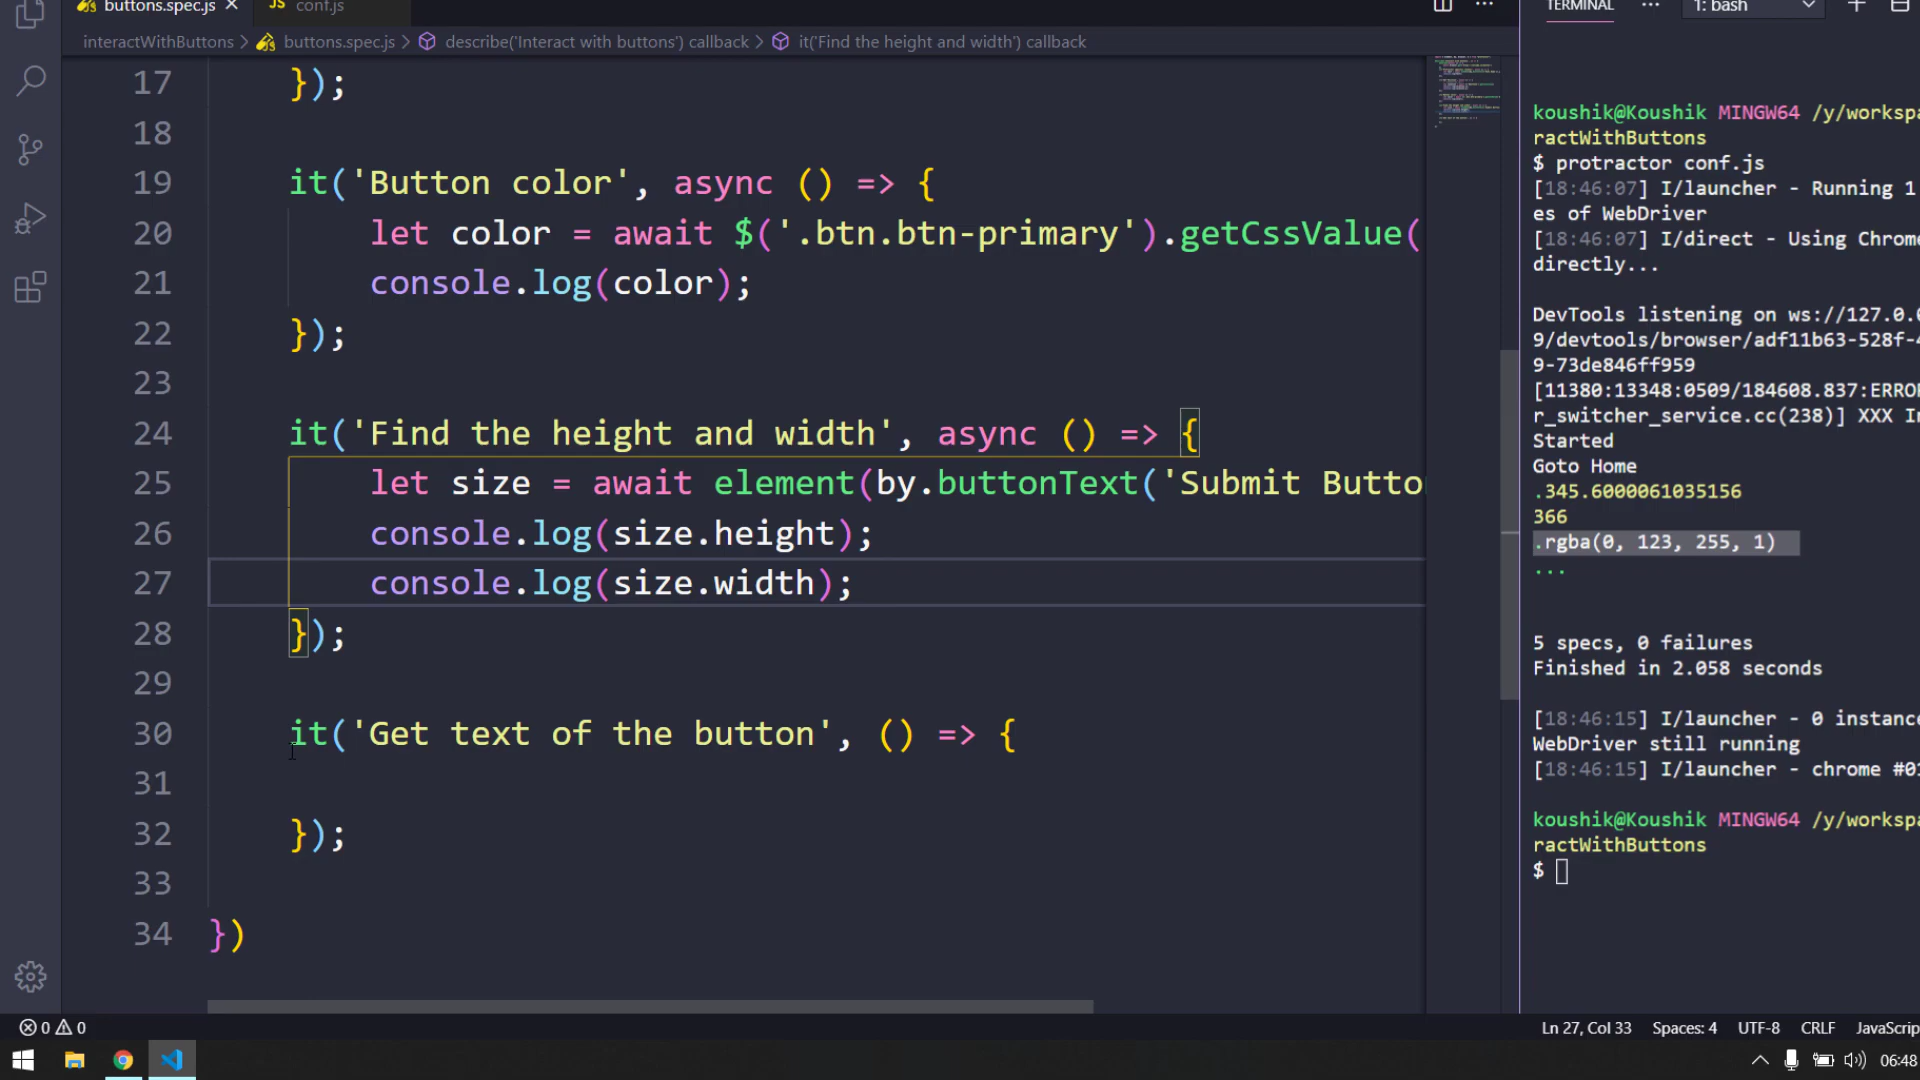 buttons.spec.js
conf.js
interactWithButtons > buttons.spec.js > describe('Interact with buttons') callback > it('Find the height and width') callback
17 });
18
19 it('Button color', async () => {
20 let color = await $('.btn.btn-primary').getCssValue(
21 console.log(color);
22 });
23
24 it('Find the height and width', async () => {
25 let size = await element(by.buttonText('Submit Butto
26 console.log(size.height);
27 console.log(size.width);
28 });
29
30 it('Get text of the button', () => {
31
32 });
33
34 })
TERMINAL
1: bash
koushik@Koushik MINGW64 /y/workspa
ractWithButtons
$ protractor conf.js
[18:46:07] I/launcher - Running 1
es of WebDriver
[18:46:07] I/direct - Using Chrome
directly...
DevTools listening on ws://127.0.0
9/devtools/browser/adf11b63-528f-4
9-73de846ff959
[11380:13348:0509/184608.837:ERROR
r_switcher_service.cc(238)] XXX In
Started
Goto Home
.345.6000061035156
366
.rgba(0, 123, 255, 1)
...
5 specs, 0 failures
Finished in 2.058 seconds
[18:46:15] I/launcher - 0 instance
WebDriver still running
[18:46:15] I/launcher - chrome #01
koushik@Koushik MINGW64 /y/workspa
ractWithButtons
$
0 0
Ln 27, Col 33 Spaces: 4 UTF-8 CRLF JavaScrip
06:48